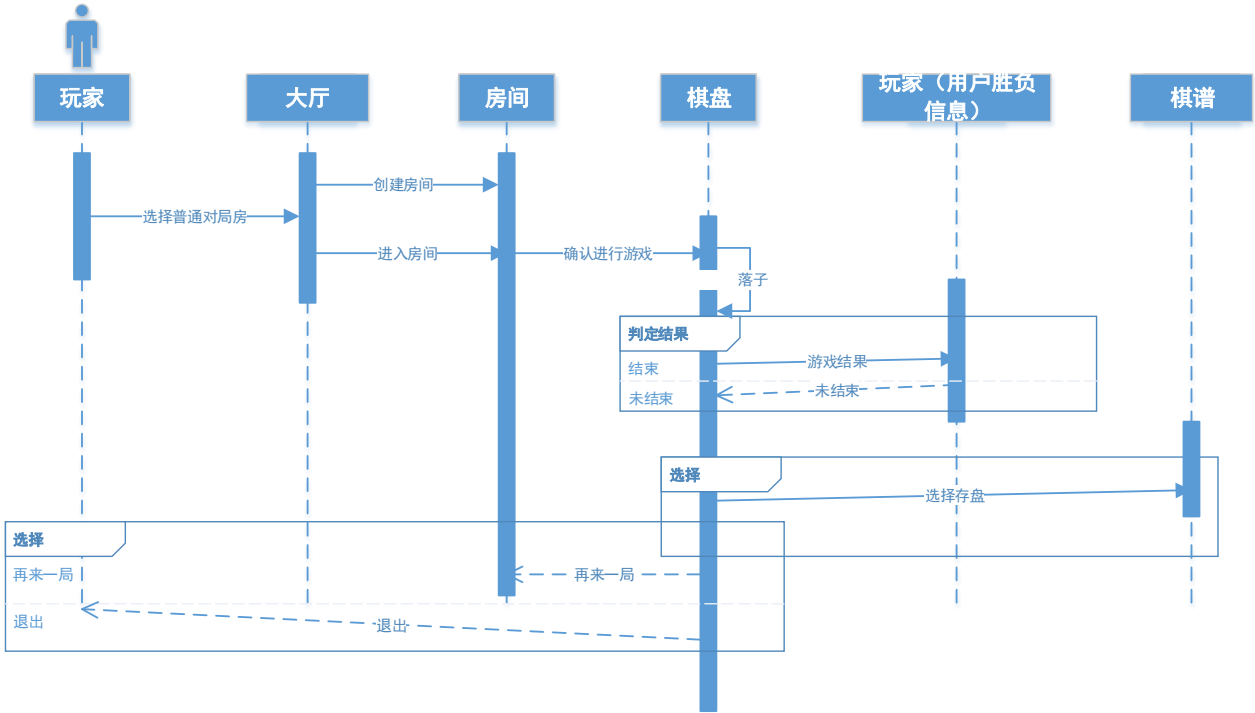 玩家
大厅
房间
棋盘
玩家（用户胜负
信息）
棋谱
创建房间
选择普通对局房
进入房间
确认进行游戏
落子
判定结果
结束
游戏结果
未结束
未结束
选择
选择存盘
选择
再来一局
再来一局
退出
退出